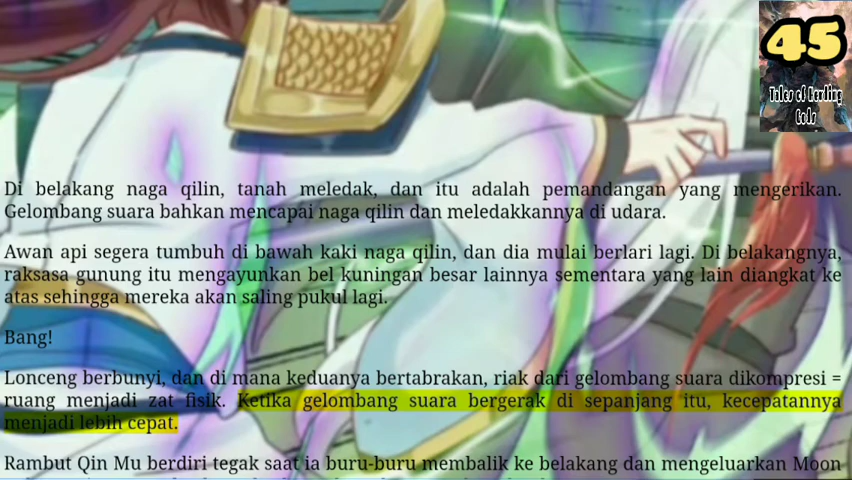 45
Tales of Herding
Gods
Di belakang naga qilin, tanah meledak, dan itu adalah pemandangan yang mengerikan.
Gelombang suara bahkan mencapai naga qilin dan meledakkannya di udara.
Awan api segera tumbuh di bawah kaki naga qilin, dan dia mulai berlari lagi. Di belakangnya,
raksasa gunung itu mengayunkan bel kuningan besar lainnya sementara yang lain diangkat ke
atas sehingga mereka akan saling pukul lagi.
Bang!
Lonceng berbunyi, dan di mana keduanya bertabrakan, riak dari gelombang suara dikompresi =
ruang menjadi zat fisik. Ketika gelombang suara bergerak di sepanjang itu, kecepatannya
menjadi lebih cepat.
Rambut Qin Mu berdiri tegak saat ia buru-buru membalik ke belakang dan mengeluarkan Moon